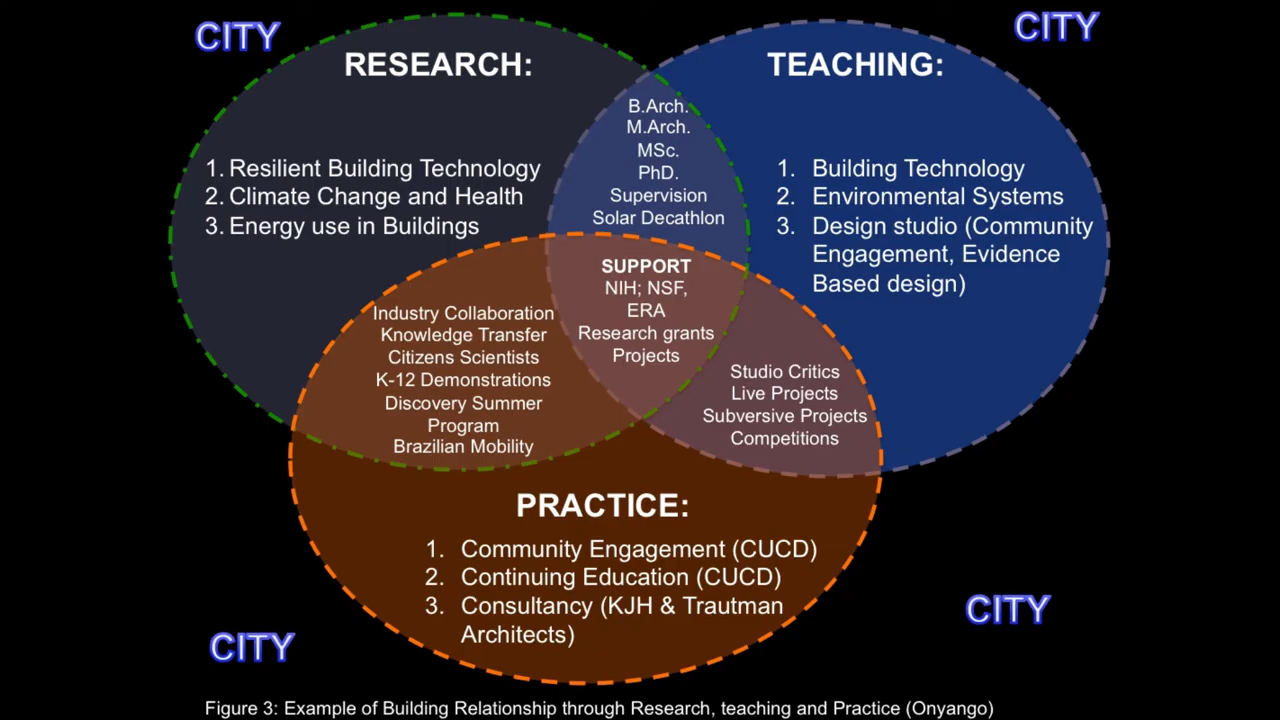 CITY
CITY
RESEARCH:
1. Resilient Building Technology
2. Climate Change and Health
3. Energy use in Buildings
B.Arch.
M.Arch.
MSc.
PhD.
Supervision
Solar Decathlon
TEACHING:
1. Building Technology
2. Environmental Systems
3. Design studio (Community
Engagement, Evidence
Based design)
Industry Collaboration
Knowledge Transfer
Citizens Scientists
K-12 Demonstrations
Discovery Summer
Program
Brazilian Mobility
SUPPORT
NIH; NSF,
ERA
Research grants
Projects
Studio Critics
Live Projects
Subversive Projects
Competitions
PRACTICE:
1. Community Engagement (CUCD)
2. Continuing Education (CUCD)
3. Consultancy (KJH & Trautman
Architects)
CITY
CITY
Figure 3: Example of Building Relationship through Research, teaching and Practice (Onyango)